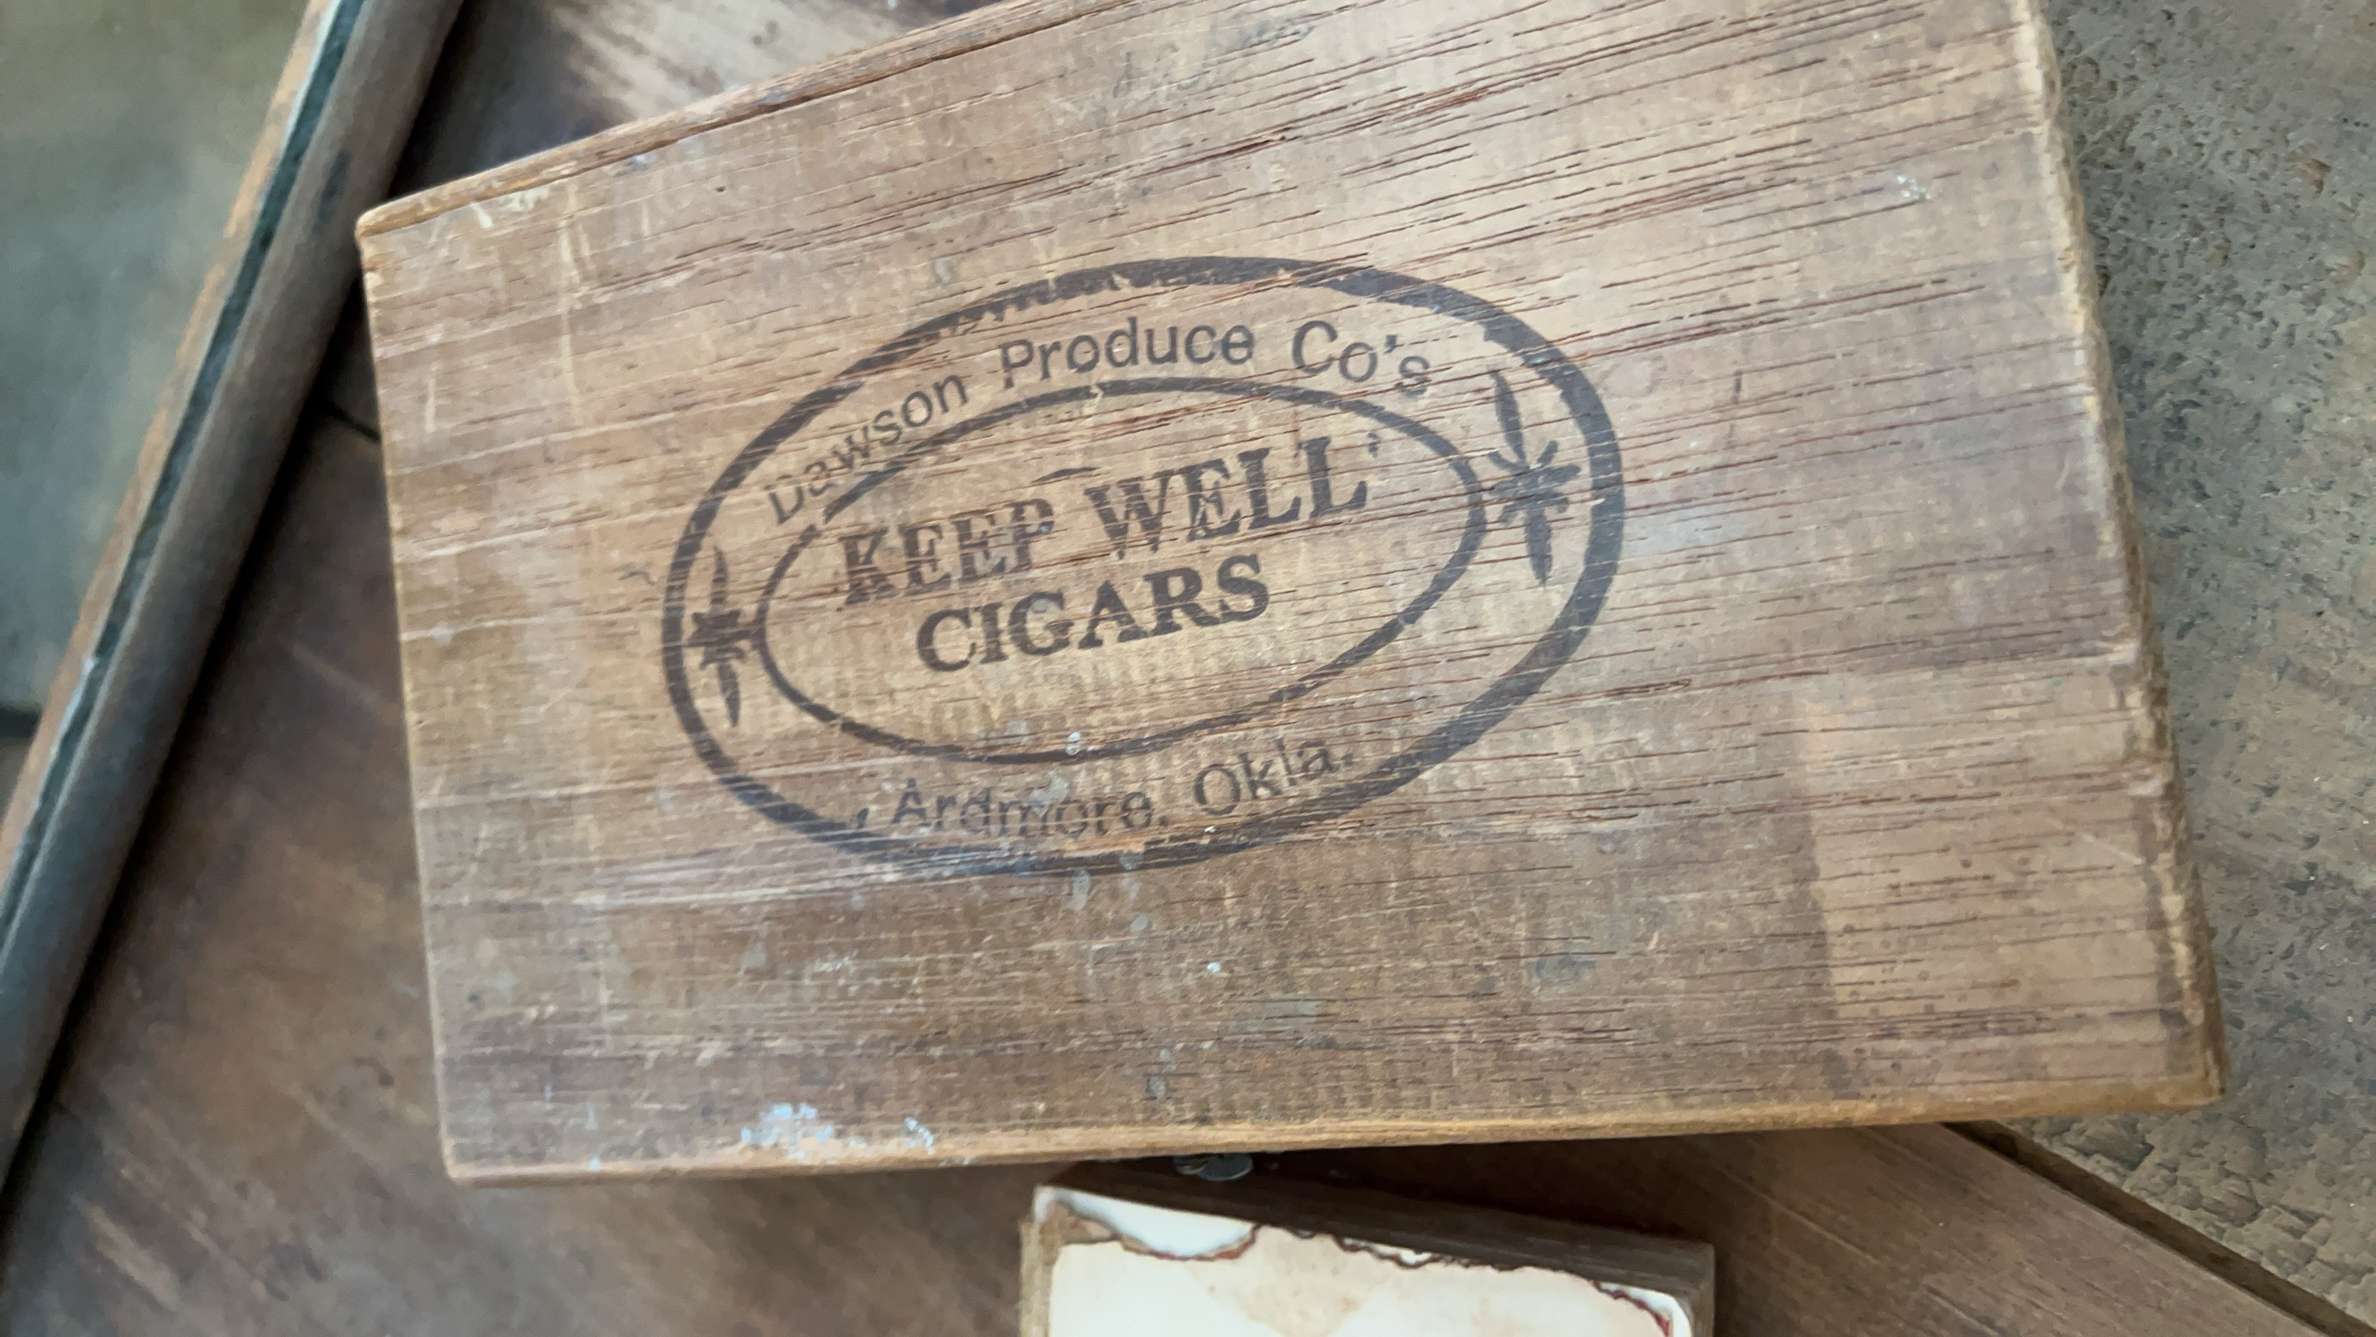 Dawson Produce Co's
KEEP WELL
CIGARS
Ardmore, Okla.